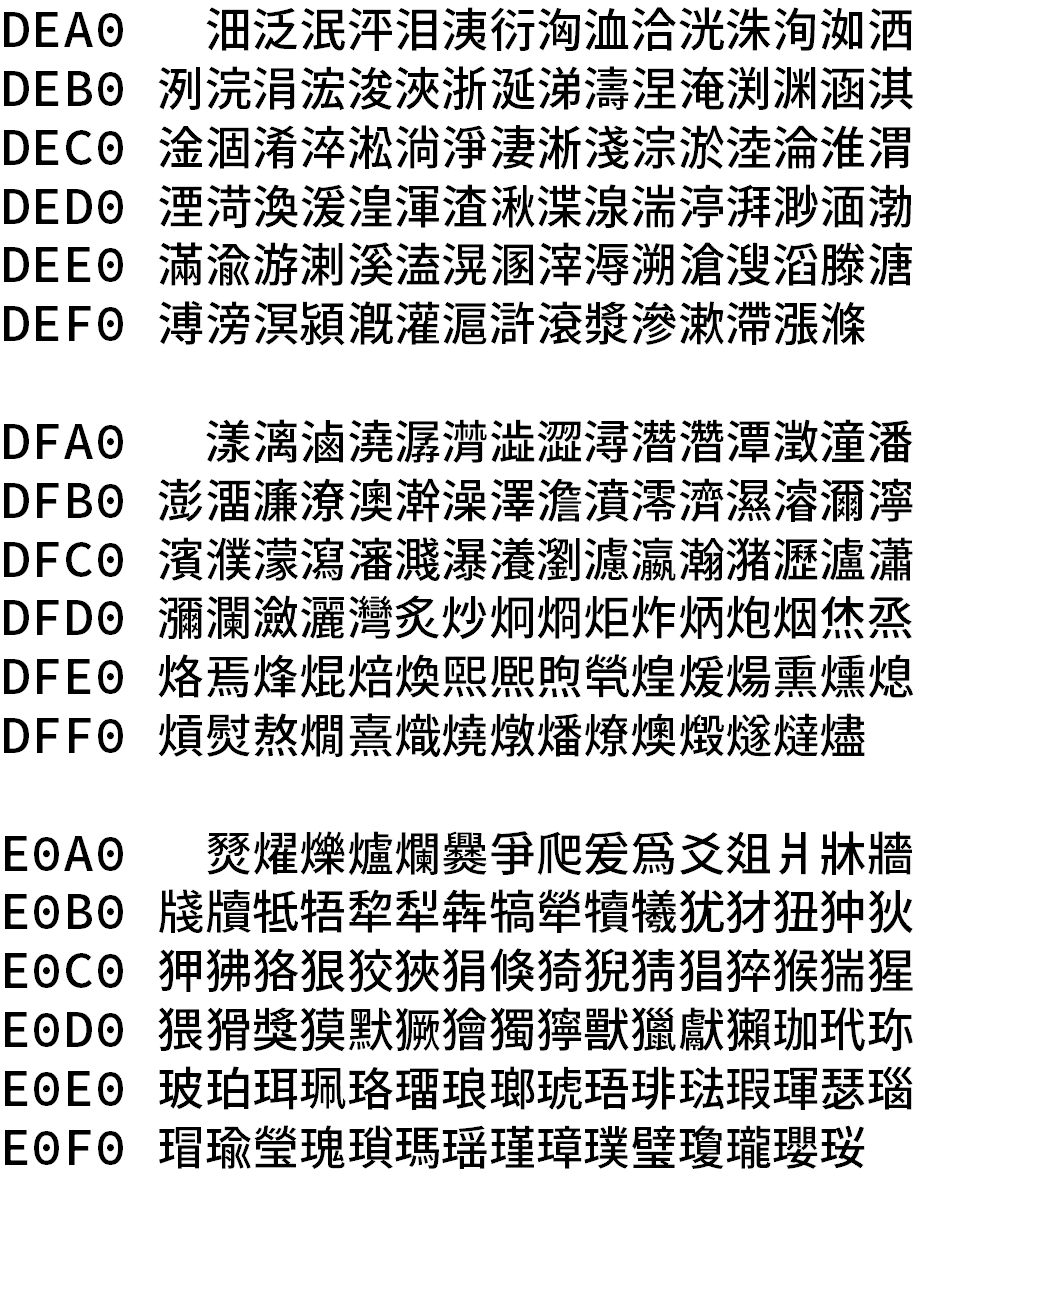 DEA0 沺泛泯泙泪洟衍洶洫洽洸洙洵洳洒
DEB0 洌浣涓浤浚浹浙涎涕濤涅淹渕渊涵淇
DEC0 淦涸淆淬淞淌淨淒淅淺淙淤淕淪淮渭
DED0 湮渮渙湲湟渾渣湫渫湶湍渟湃渺湎渤
DEE0 滿渝游溂溪溘滉溷滓溽溯滄溲滔滕溏
DEF0 溥滂溟潁漑灌滬滸滾漿滲漱滯漲滌
DFA0 漾漓滷澆潺潸澁澀潯潛濳潭澂潼潘
DFB0 澎澑濂潦澳澣澡澤澹濆澪濟濕濬濔濘
DFC0 濱濮濛瀉瀋濺瀑瀁瀏濾瀛瀚潴瀝瀘瀟
DFD0 瀰瀾瀲灑灣炙炒炯烱炬炸炳炮烟烋烝
DFE0 烙焉烽焜焙煥煕熈煦煢煌煖煬熏燻熄
DFF0 熕熨熬燗熹熾燒燉燔燎燠燬燧燵燼
E0A0 燹燿爍爐爛爨爭爬爰爲爻爼爿牀牆
E0B0 牋牘牴牾犂犁犇犒犖犢犧犹犲狃狆狄
E0C0 狎狒狢狠狡狹狷倏猗猊猜猖猝猴猯猩
E0D0 猥猾獎獏默獗獪獨獰獸獵獻獺珈玳珎
E0E0 玻珀珥珮珞璢琅瑯琥珸琲琺瑕琿瑟瑙
E0F0 瑁瑜瑩瑰瑣瑪瑶瑾璋璞璧瓊瓏瓔珱